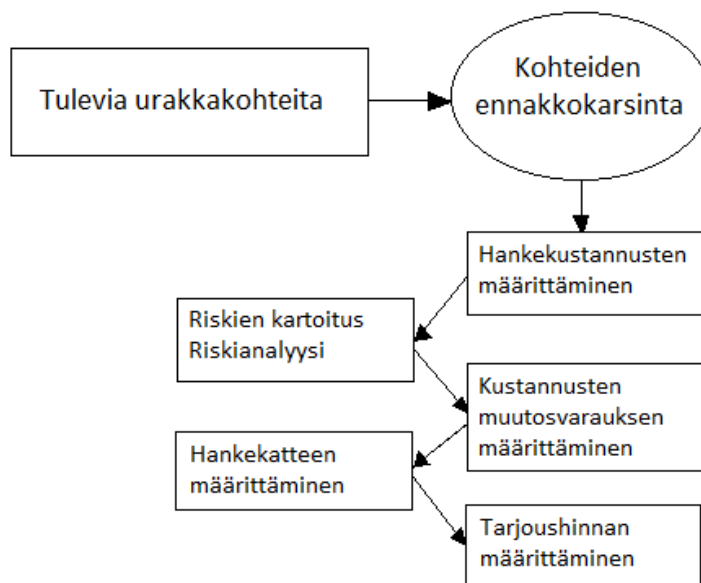 Tulevia urakkakohteita
Kohteiden
ennakkokarsinta
Hankekustannusten
määrittäminen
Riskien kartoitus
Riskianalyysi
Kustannusten
muutosvarauksen
määrittäminen
Hankekatteen
määrittäminen
Tarjoushinnan
määrittäminen